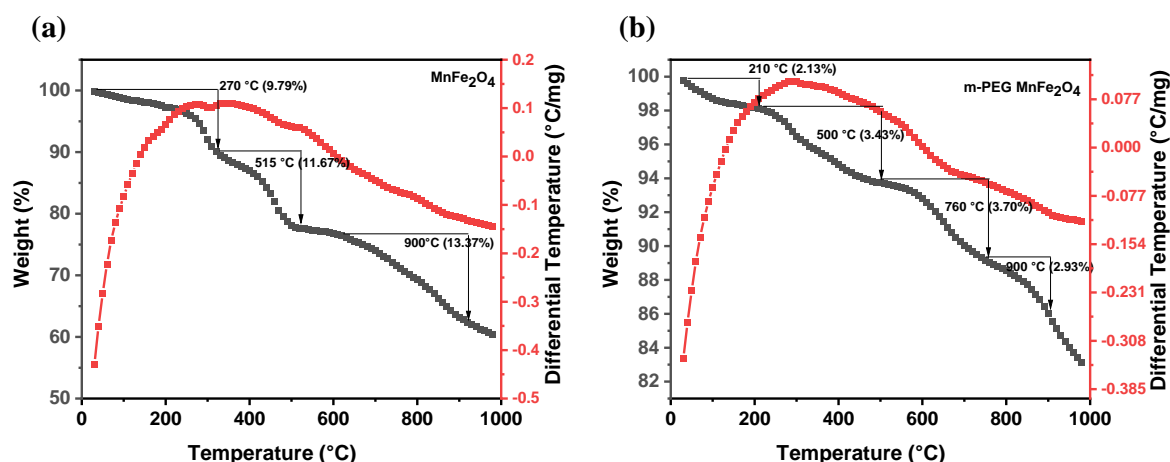 (a)
MnFe2O4
270 °C (9.79%)
515 °C (11.67%)
900°C (13.37%)
Weight (%)
100
90
80
70
60
50
0 200 400 600 800 1000
Temperature (°C)
0.2
0.1
0.0
-0.1
-0.2
-0.3
-0.4
-0.5
Differential Temperature (°C/mg)
(b)
m-PEG MnFe2O4
210 °C (2.13%)
500 °C (3.43%)
760 °C (3.70%)
900 °C (2.93%)
Weight (%)
100
98
96
94
92
90
88
86
84
82
0 200 400 600 800 1000
Temperature (°C)
0.077
0.000
-0.077
-0.154
-0.231
-0.308
-0.385
Differential Temperature (°C/mg)